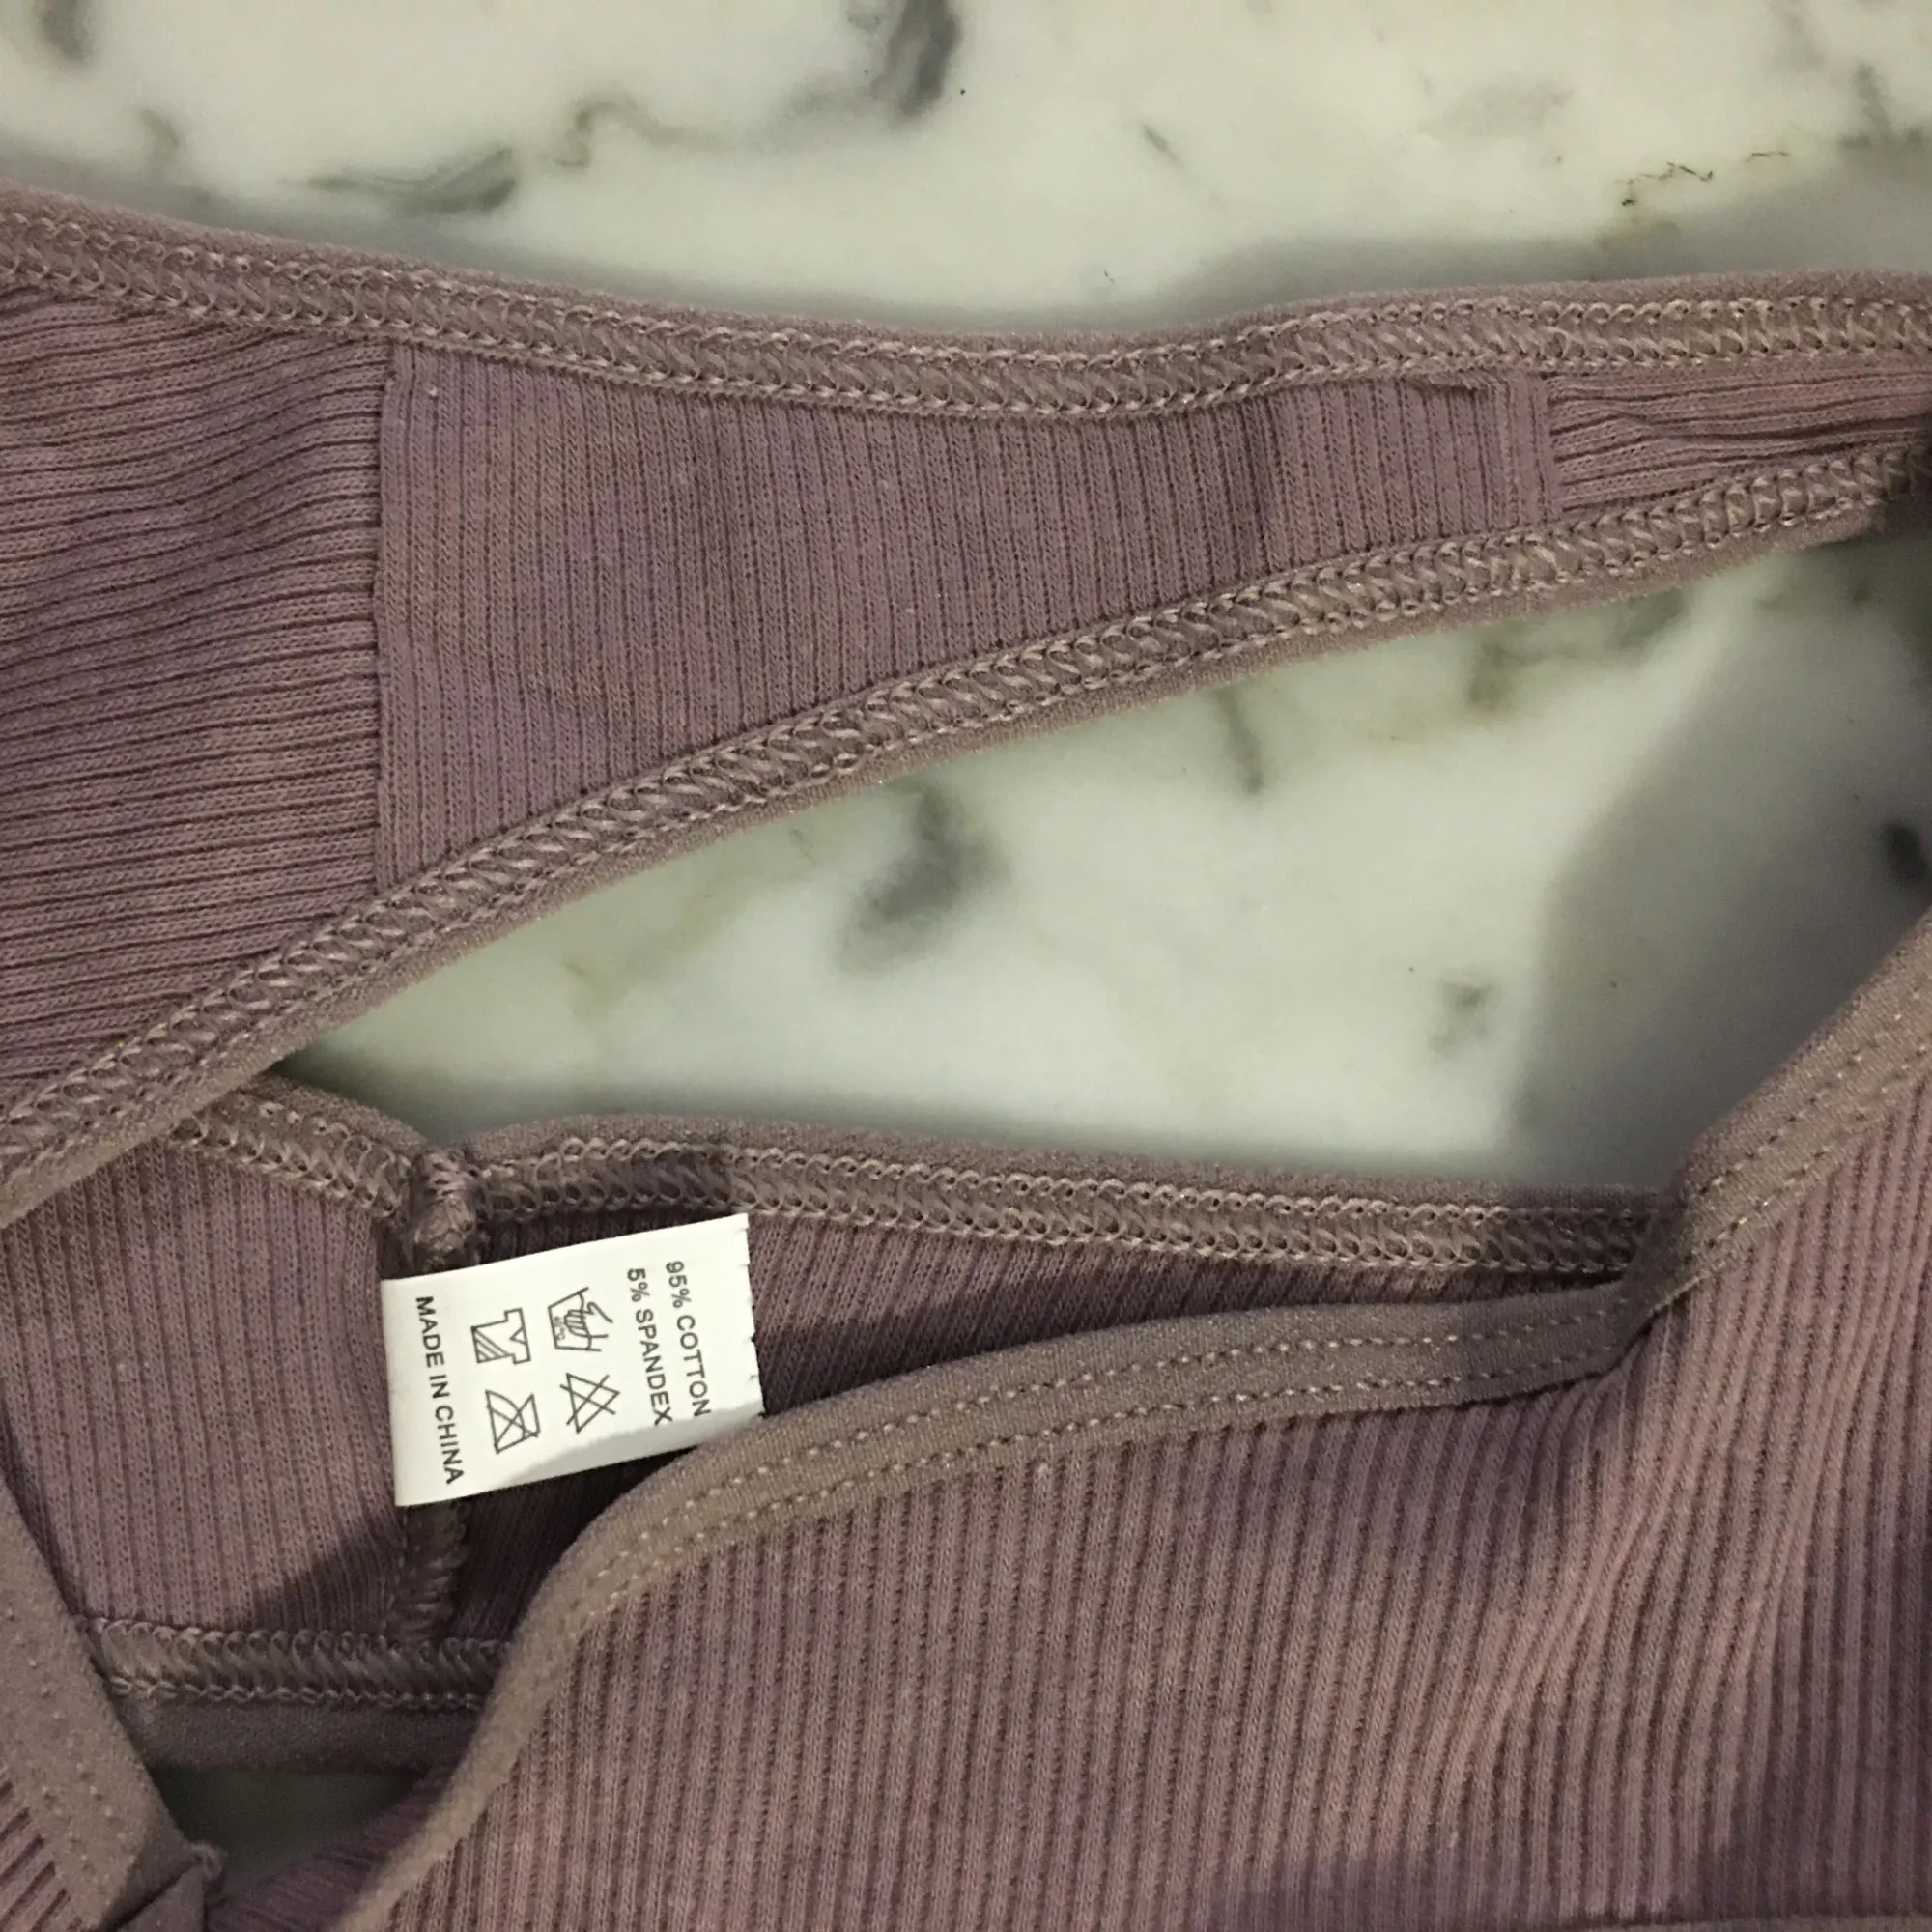 95% COTTON
5% SPANDEX
MADE IN CHINA